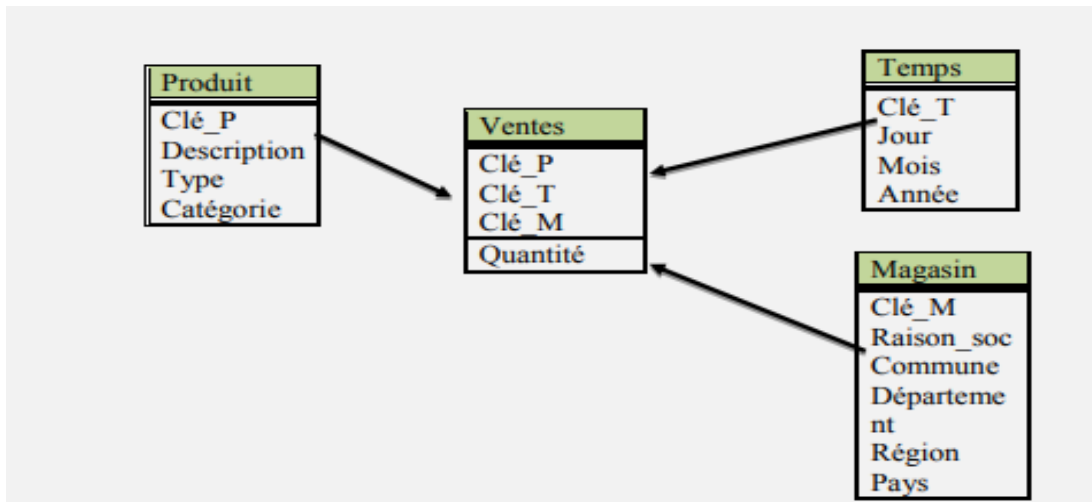 Produit
Clé_P
Description
Type
Catégorie
Ventes
Clé_P
Clé_T
Clé_M
Quantité
Temps
Clé_T
Jour
Mois
Année
Magasin
Clé_M
Raison_soc
Commune
Départeme
nt
Région
Pays